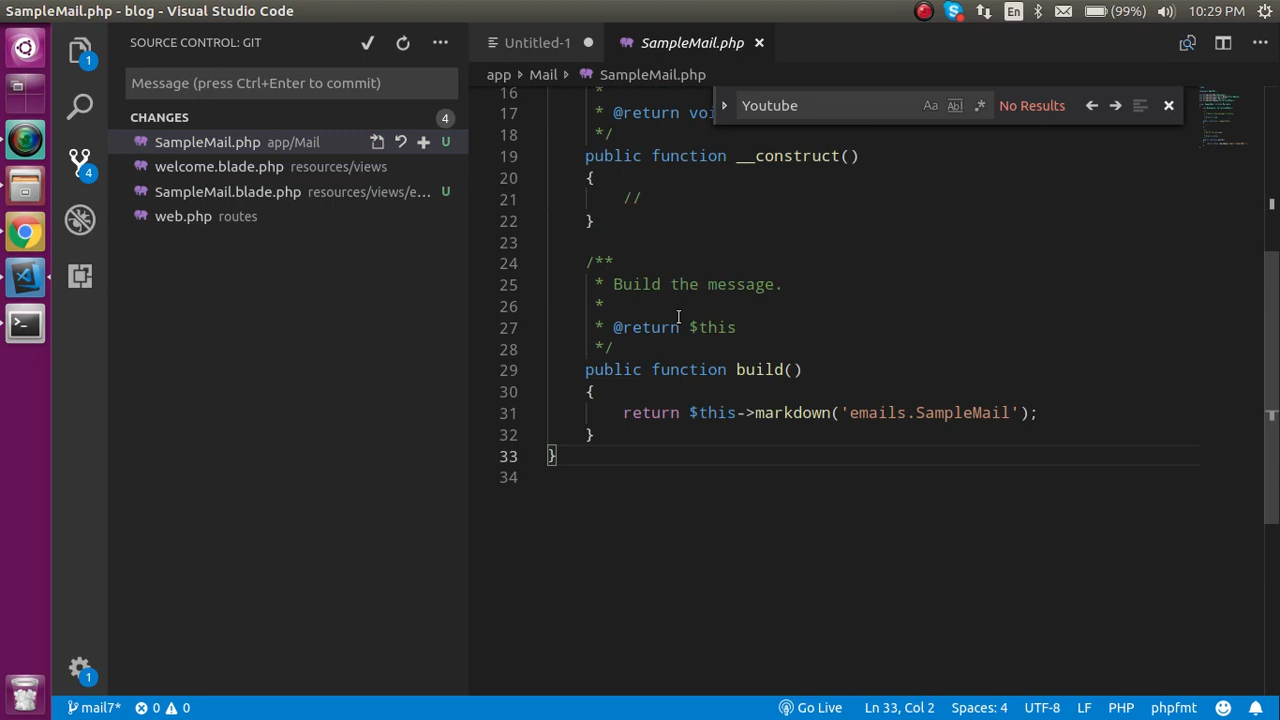 SampleMail.php - blog - Visual Studio Code
En
(99%)
10:29 PM
1
4
1
SOURCE CONTROL: GIT
Message (press Ctrl+Enter to commit)
CHANGES 4
SampleMail.php app/Mail U
welcome.blade.php resources/views
SampleMail.blade.php resources/views/e... U
web.php routes
Untitled-1
SampleMail.php
app > Mail > SampleMail.php
Youtube Aa Abl .* No Results
16 *
17 * @return voi
18 */
19 public function __construct()
20 {
21 //
22 }
23
24 /**
25 * Build the message.
26 *
27 * @return $this
28 */
29 public function build()
30 {
31 return $this->markdown('emails.SampleMail');
32 }
33 }
34
mail7* 0 0
Go Live Ln 33, Col 2 Spaces: 4 UTF-8 LF PHP phpfmt